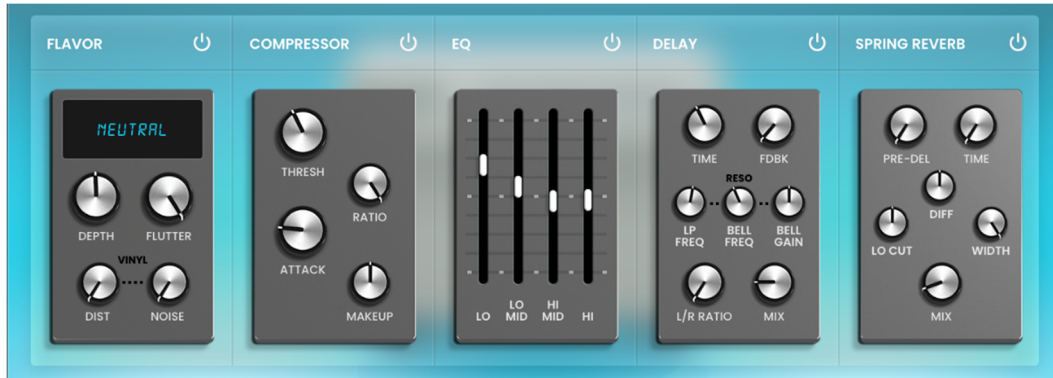 FLAVOR
COMPRESSOR
EQ
DELAY
SPRING REVERB
NEUTRAL
DEPTH
FLUTTER
VINYL
DIST
NOISE
THRESH
RATIO
ATTACK
MAKEUP
LO
LO MID
HI MID
HI
TIME
FDBK
RESO
LP FREQ
BELL FREQ
BELL GAIN
L/R RATIO
MIX
PRE-DEL
TIME
DIFF
LO CUT
WIDTH
MIX